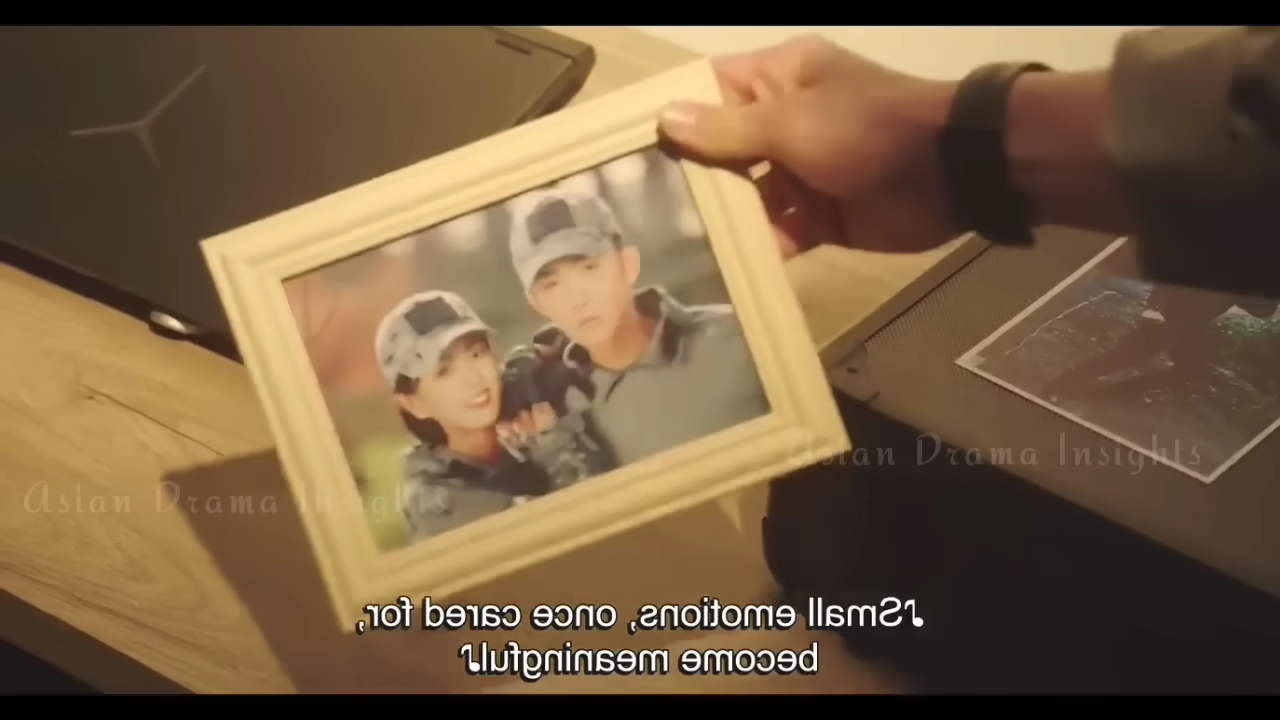 Asian Drama Insights
Asian Drama Insights
♪Small emotions, once cared for,
become meaningful♪